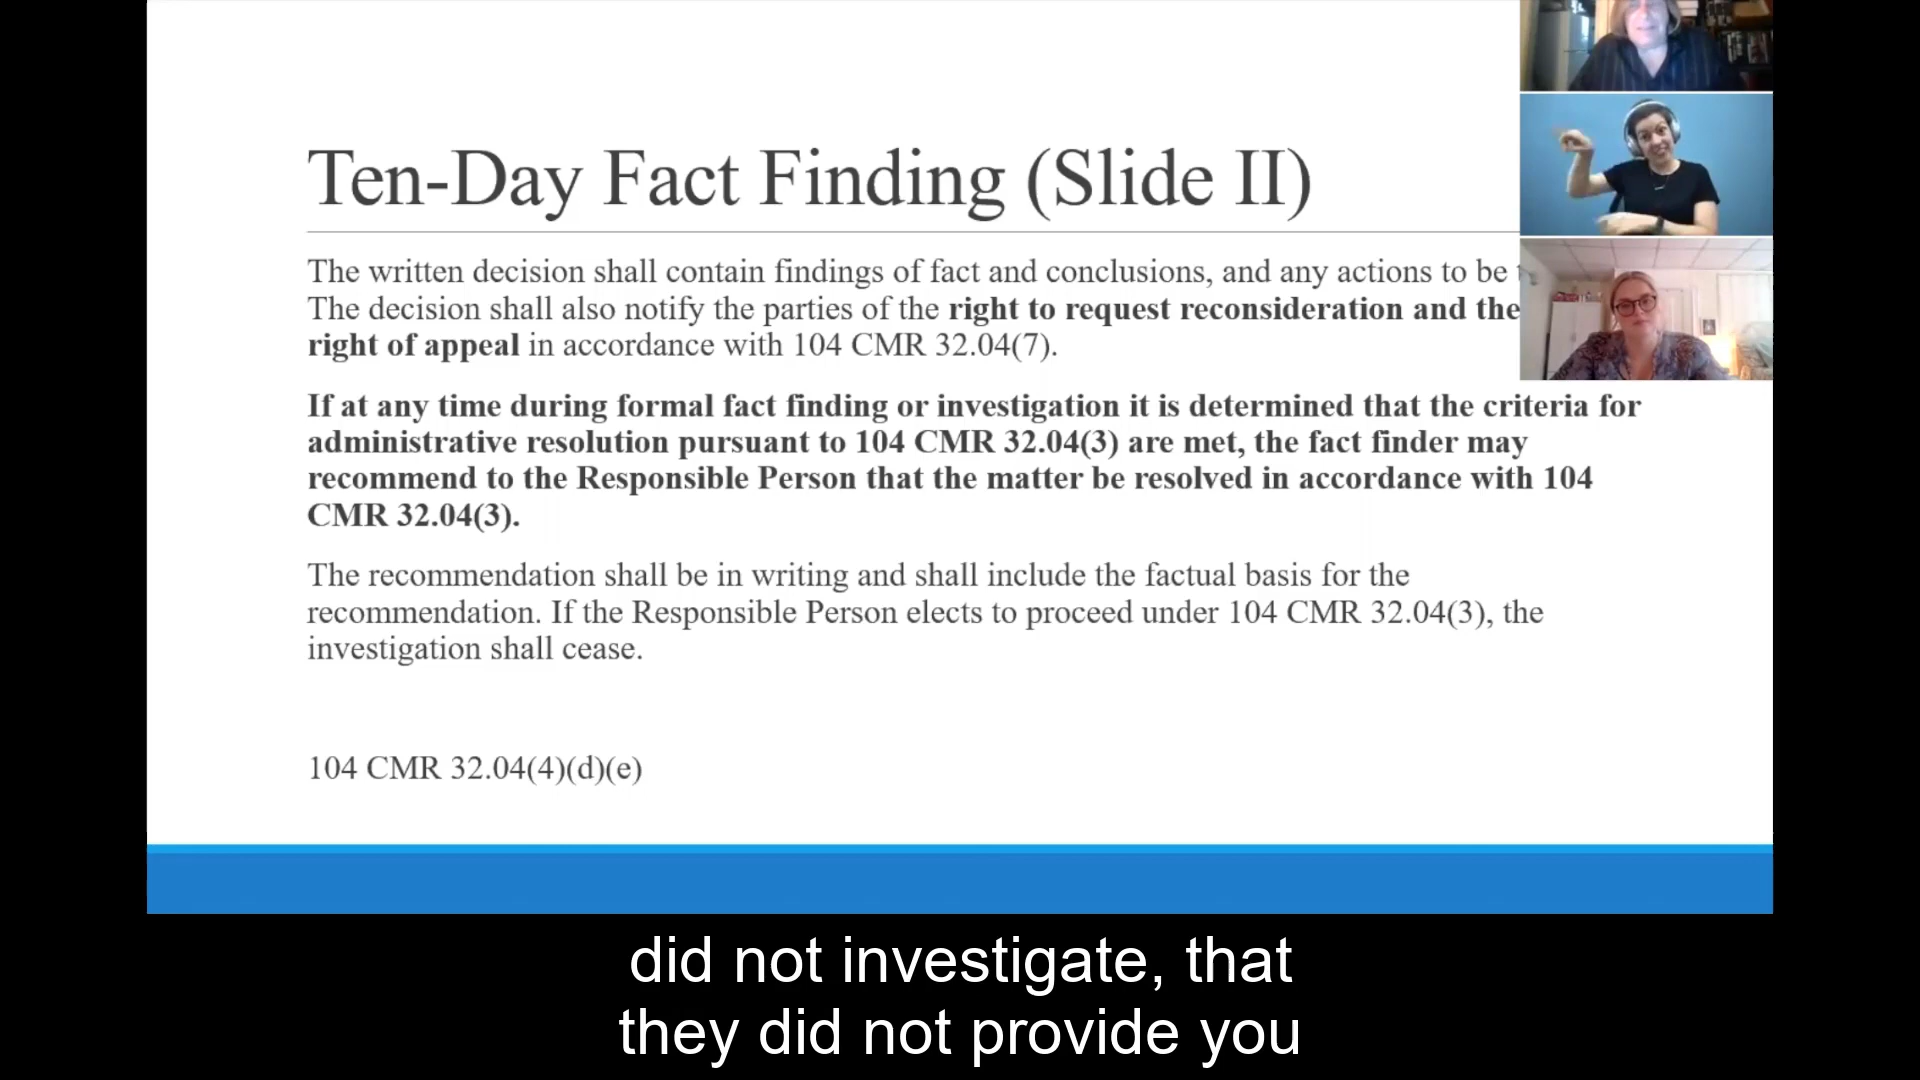 Ten-Day Fact Finding (Slide II)
The written decision shall contain findings of fact and conclusions, and any actions to be
The decision shall also notify the parties of the right to request reconsideration and the
right of appeal in accordance with 104 CMR 32.04(7).
If at any time during formal fact finding or investigation it is determined that the criteria for
administrative resolution pursuant to 104 CMR 32.04(3) are met, the fact finder may
recommend to the Responsible Person that the matter be resolved in accordance with 104
CMR 32.04(3).
The recommendation shall be in writing and shall include the factual basis for the
recommendation. If the Responsible Person elects to proceed under 104 CMR 32.04(3), the
investigation shall cease.
104 CMR 32.04(4)(d)(e)
did not investigate, that
they did not provide you